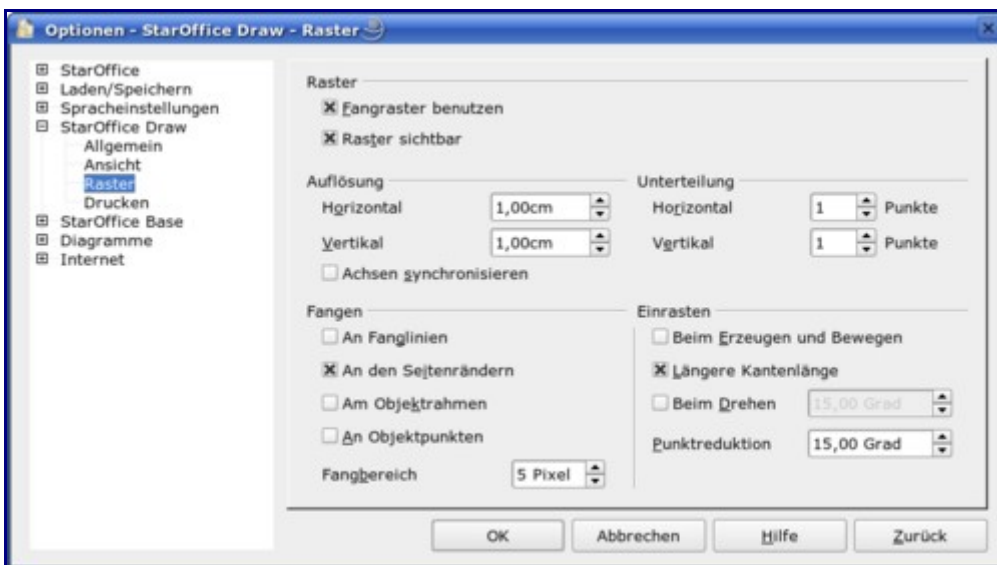 Optionen - StarOffice Draw - Raster
StarOffice
Laden/Speichern
Spracheinstellungen
StarOffice Draw
Allgemein
Ansicht
Raster
Drucken
StarOffice Base
Diagramme
Internet
Raster
Fangraster benutzen
Raster sichtbar
Auflösung
Horizontal 1,00cm
Vertikal 1,00cm
Achsen synchronisieren
Unterteilung
Horizontal 1 Punkte
Vertikal 1 Punkte
Fangen
An Fanglinien
An den Seitenrändern
Am Objektrahmen
An Objektpunkten
Fangbereich 5 Pixel
Einrasten
Beim Erzeugen und Bewegen
Längere Kantenlänge
Beim Drehen 15,00 Grad
Punktreduktion 15,00 Grad
OK Abbrechen Hilfe Zurück